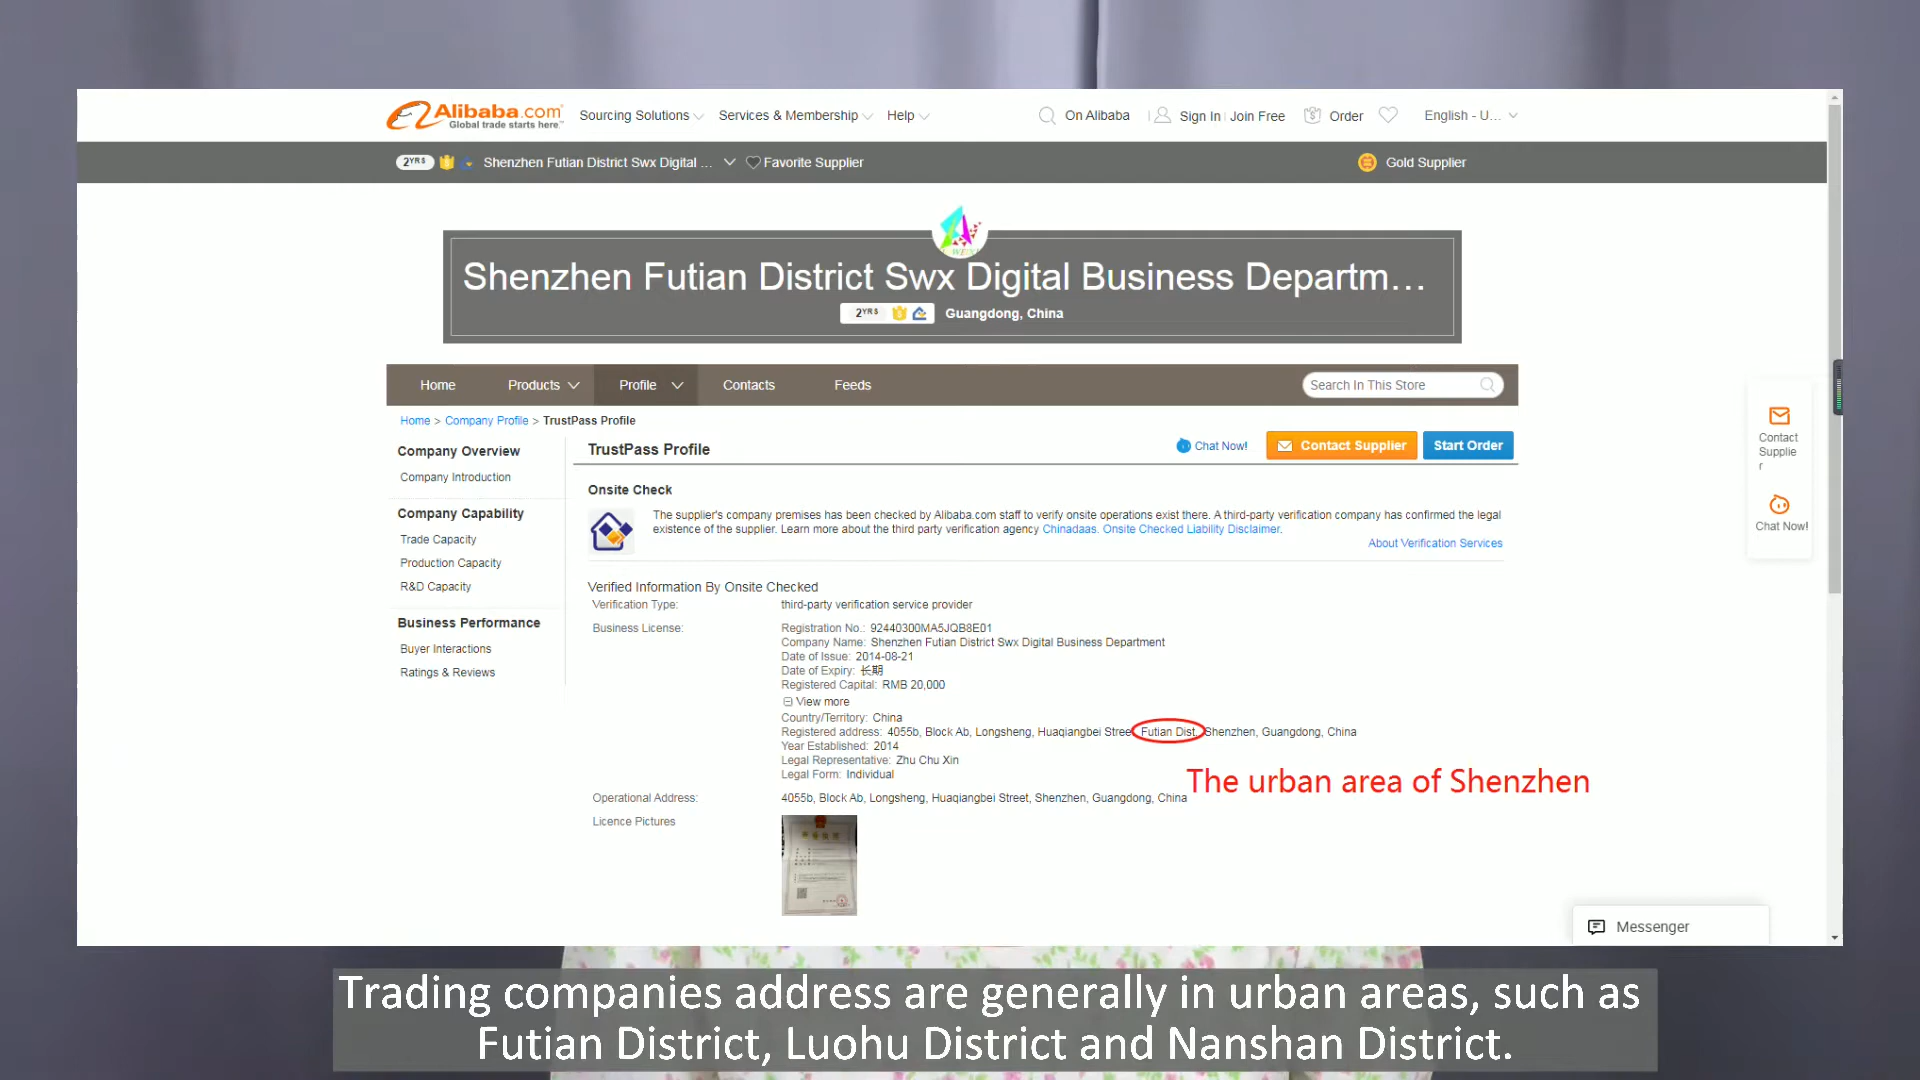 Alibaba.com
Global trade starts here.™
Sourcing Solutions
Services & Membership
Help
On Alibaba
Sign In | Join Free
Order
English - U...
2YRS
Shenzhen Futian District Swx Digital ...
Favorite Supplier
Gold Supplier
Shenzhen Futian District Swx Digital Business Departm...
2YRS
Guangdong, China
Home
Products
Profile
Contacts
Feeds
Search In This Store
Home > Company Profile > TrustPass Profile
Company Overview
Company Introduction
Company Capability
Trade Capacity
Production Capacity
R&D Capacity
Business Performance
Buyer Interactions
Ratings & Reviews
TrustPass Profile
Chat Now!
Contact Supplier
Start Order
Onsite Check
The supplier's company premises has been checked by Alibaba.com staff to verify onsite operations exist there. A third-party verification company has confirmed the legal
existence of the supplier. Learn more about the third party verification agency Chinadaas. Onsite Checked Liability Disclaimer.
About Verification Services
Verified Information By Onsite Checked
Verification Type: third-party verification service provider
Business License: Registration No.: 92440300MA5JQB8E01
Company Name: Shenzhen Futian District Swx Digital Business Department
Date of Issue: 2014-08-21
Date of Expiry: 长期
Registered Capital: RMB 20,000
View more
Country/Territory: China
Registered address: 4055b, Block Ab, Longsheng, Huaqiangbei Stree Futian Dist., Shenzhen, Guangdong, China
Year Established: 2014
Legal Representative: Zhu Chu Xin
Legal Form: Individual
The urban area of Shenzhen
Operational Address: 4055b, Block Ab, Longsheng, Huaqiangbei Street, Shenzhen, Guangdong, China
Licence Pictures
Contact
Supplie
r
Chat Now!
Messenger
Trading companies address are generally in urban areas, such as
Futian District, Luohu District and Nanshan District.